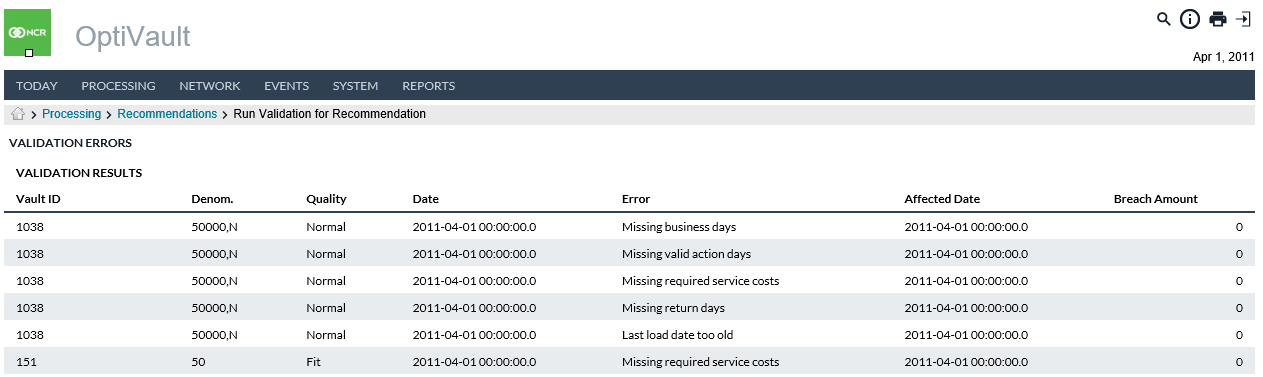 NCR OptiVault
Apr 1, 2011
TODAY PROCESSING NETWORK EVENTS SYSTEM REPORTS
Processing > Recommendations > Run Validation for Recommendation
VALIDATION ERRORS
VALIDATION RESULTS
Vault ID Denom. Quality Date Error Affected Date Breach Amount
1038 50000,N Normal 2011-04-01 00:00:00.0 Missing business days 2011-04-01 00:00:00.0 0
1038 50000,N Normal 2011-04-01 00:00:00.0 Missing valid action days 2011-04-01 00:00:00.0 0
1038 50000,N Normal 2011-04-01 00:00:00.0 Missing required service costs 2011-04-01 00:00:00.0 0
1038 50000,N Normal 2011-04-01 00:00:00.0 Missing return days 2011-04-01 00:00:00.0 0
1038 50000,N Normal 2011-04-01 00:00:00.0 Last load date too old 2011-04-01 00:00:00.0 0
151 50 Fit 2011-04-01 00:00:00.0 Missing required service costs 2011-04-01 00:00:00.0 0